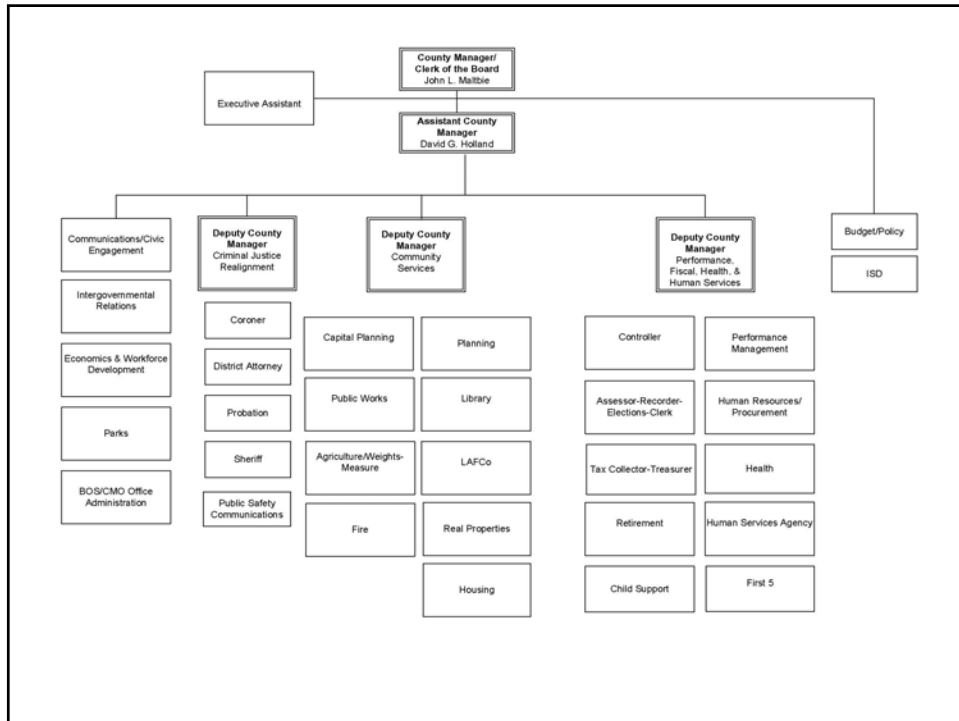 County Manager/
Clerk of the Board
John L. Maltbie
Executive Assistant
Assistant County
Manager
David G. Holland
Communications/Civic
Engagement
Deputy County
Manager
Criminal Justice
Realignment
Deputy County
Manager
Community
Services
Deputy County
Manager
Performance,
Fiscal, Health, &
Human Services
Budget/Policy
ISD
Intergovernmental
Relations
Economics & Workforce
Development
Parks
BOS/CMO Office
Administration
Coroner
District Attorney
Probation
Sheriff
Public Safety
Communications
Capital Planning
Public Works
Agriculture/Weights-
Measure
Fire
Planning
Library
LAFCo
Real Properties
Housing
Controller
Assessor-Recorder-
Elections-Clerk
Tax Collector-Treasurer
Retirement
Child Support
Performance
Management
Human Resources/
Procurement
Health
Human Services Agency
First 5